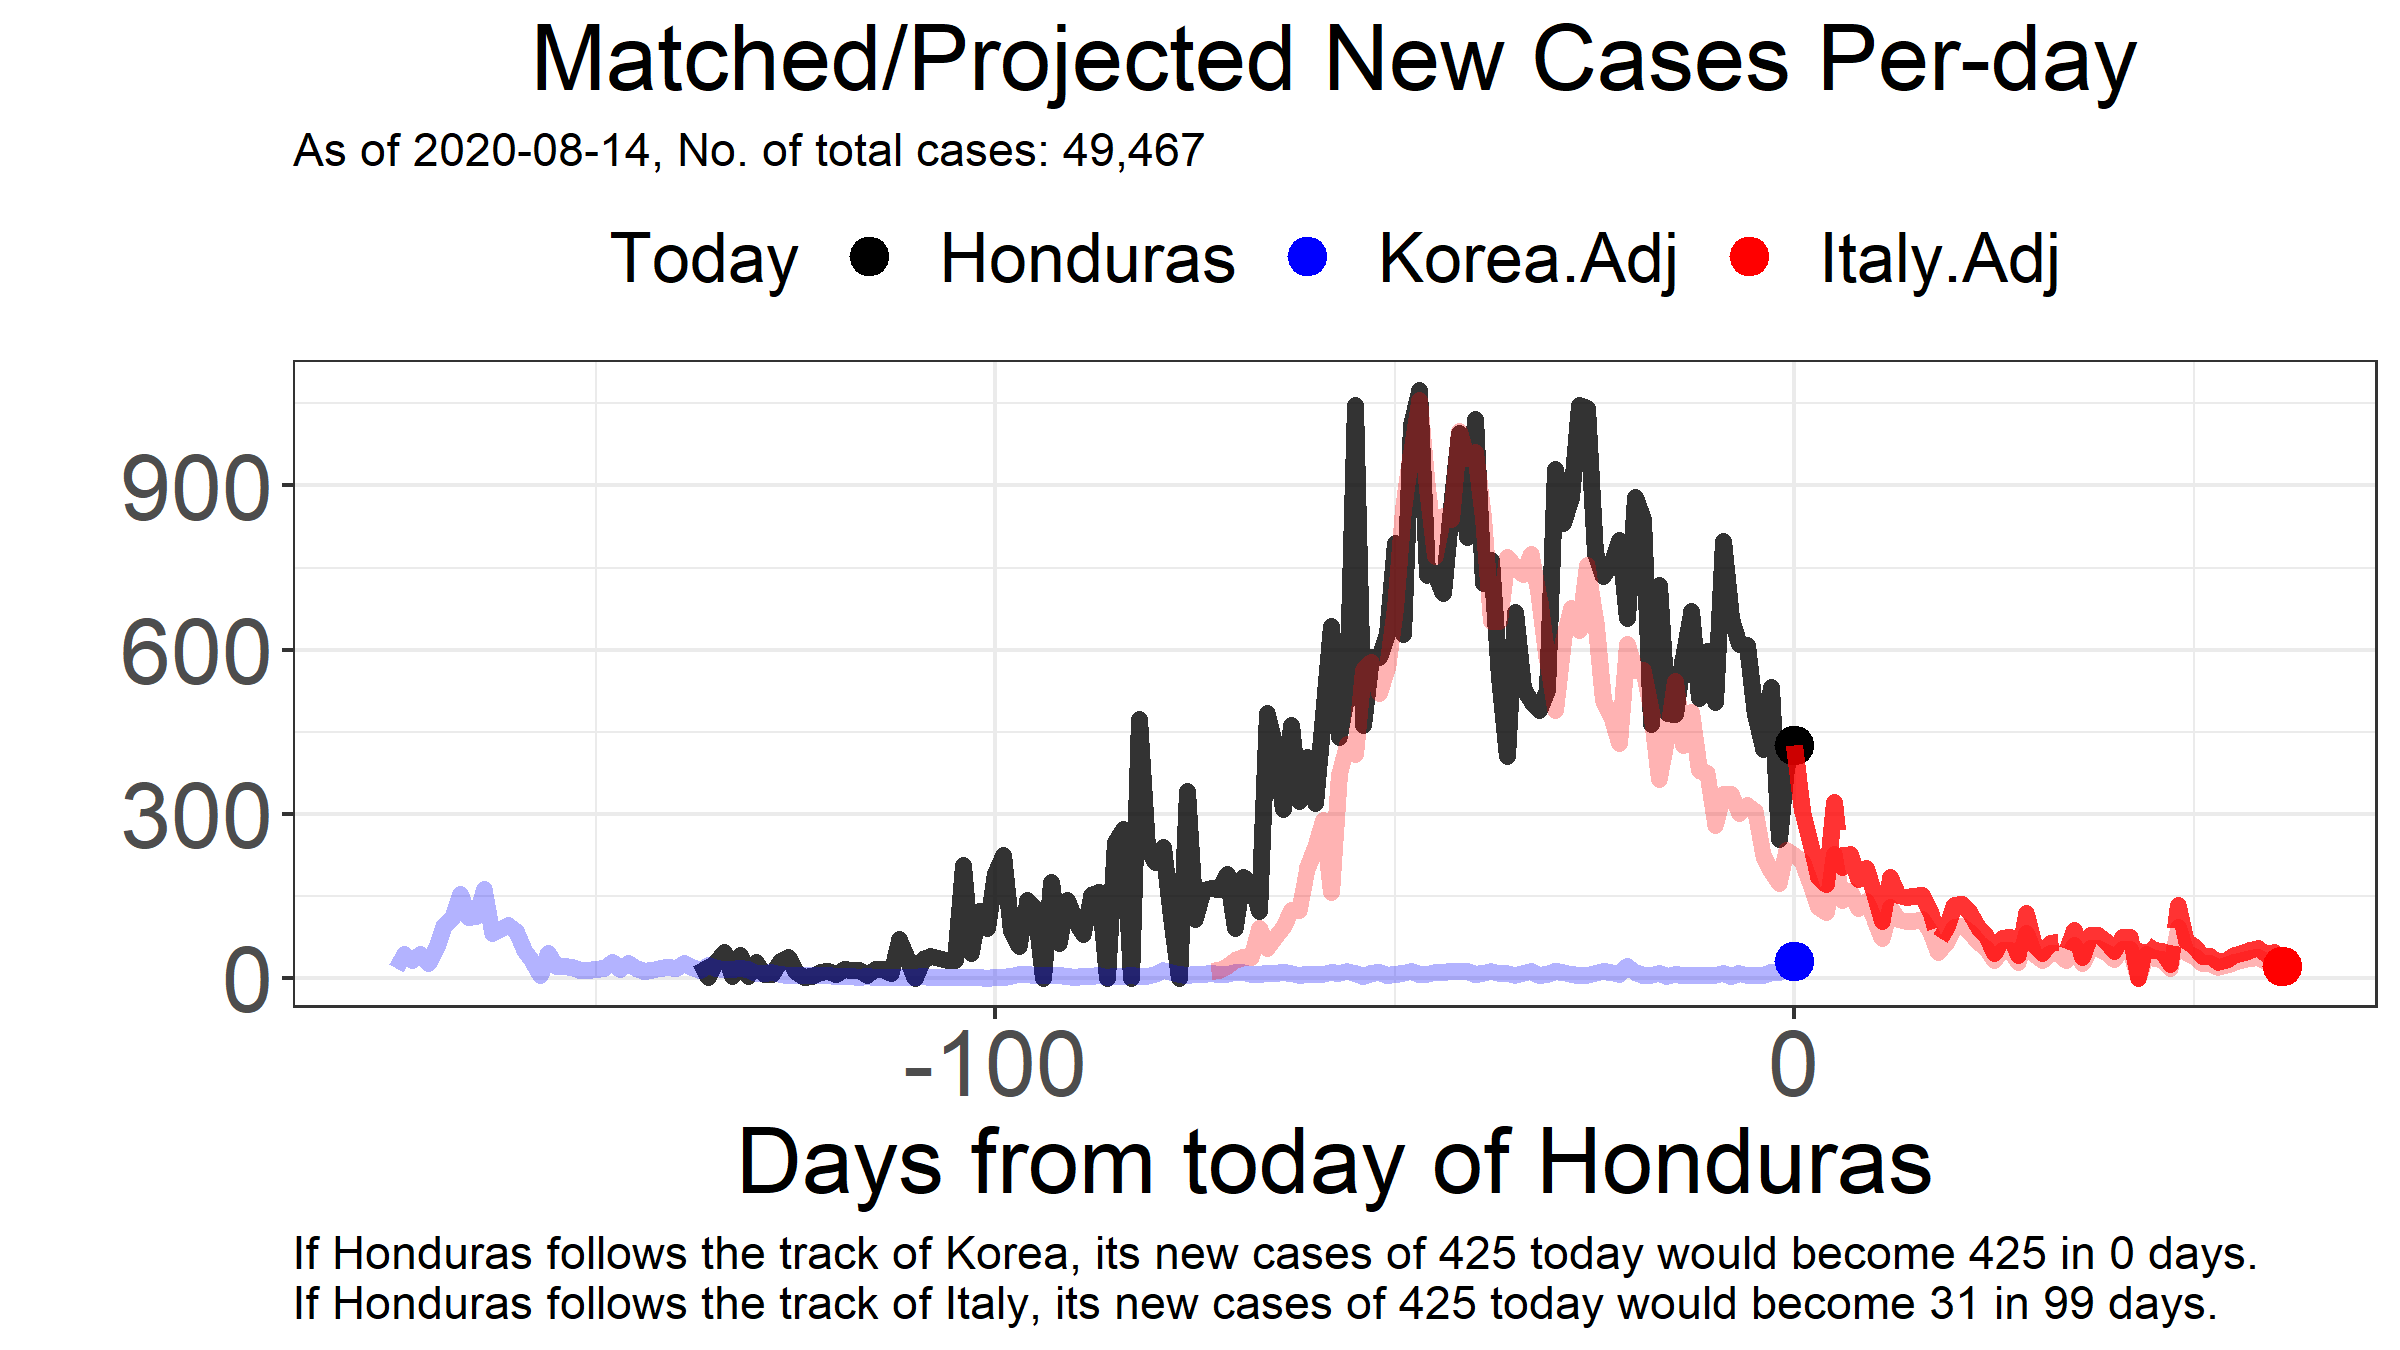 Matched/Projected New Cases Per-day
As of 2020-08-14, No. of total cases: 49,467
Today Honduras Korea.Adj Italy.Adj
900
600
300
0
-100 0
Days from today of Honduras
If Honduras follows the track of Korea, its new cases of 425 today would become 425 in 0 days.
If Honduras follows the track of Italy, its new cases of 425 today would become 31 in 99 days.